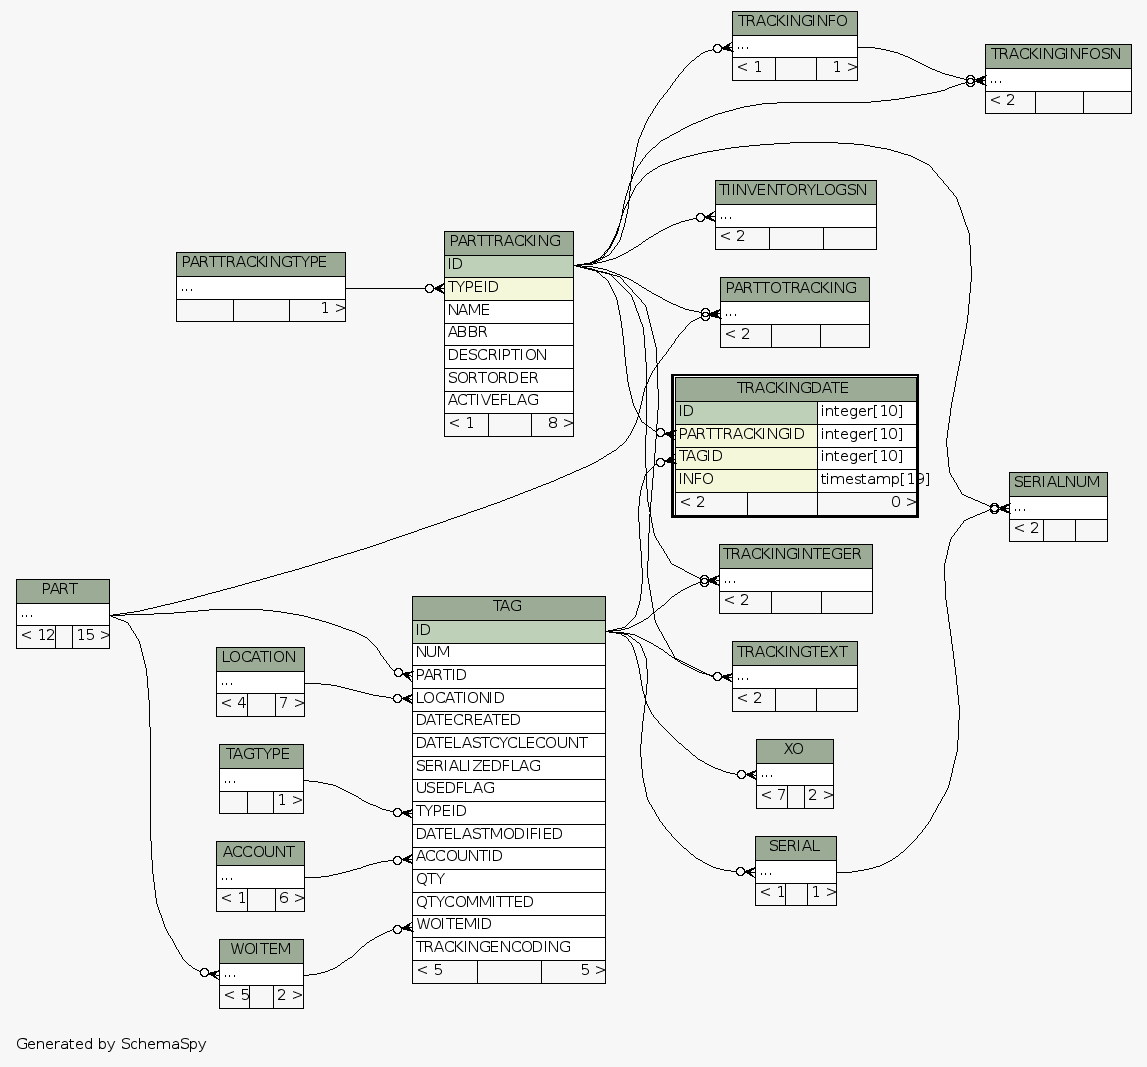 TRACKINGINFO
...
< 1 1 >
TRACKINGINFOSN
...
< 2
TIINVENTORYLOGSN
...
< 2
PARTTRACKING
ID
TYPEID
NAME
ABBR
DESCRIPTION
SORTORDER
ACTIVEFLAG
< 1 8 >
PARTTRACKINGTYPE
...
1 >
PARTTOTRACKING
...
< 2
TRACKINGDATE
ID integer[10]
PARTTRACKINGID integer[10]
TAGID integer[10]
INFO timestamp[19]
< 2 0 >
SERIALNUM
...
< 2
TRACKINGINTEGER
...
< 2
PART
...
< 12 15 >
TAG
ID
NUM
PARTID
LOCATIONID
DATECREATED
DATELASTCYCLECOUNT
SERIALIZEDFLAG
USEDFLAG
TYPEID
DATELASTMODIFIED
ACCOUNTID
QTY
QTYCOMMITTED
WOITEMID
TRACKINGENCODING
< 5 5 >
LOCATION
...
< 4 7 >
TRACKINGTEXT
...
< 2
TAGTYPE
...
1 >
XO
...
< 7 2 >
ACCOUNT
...
< 1 6 >
SERIAL
...
< 1 1 >
WOITEM
...
< 5 2 >
Generated by SchemaSpy